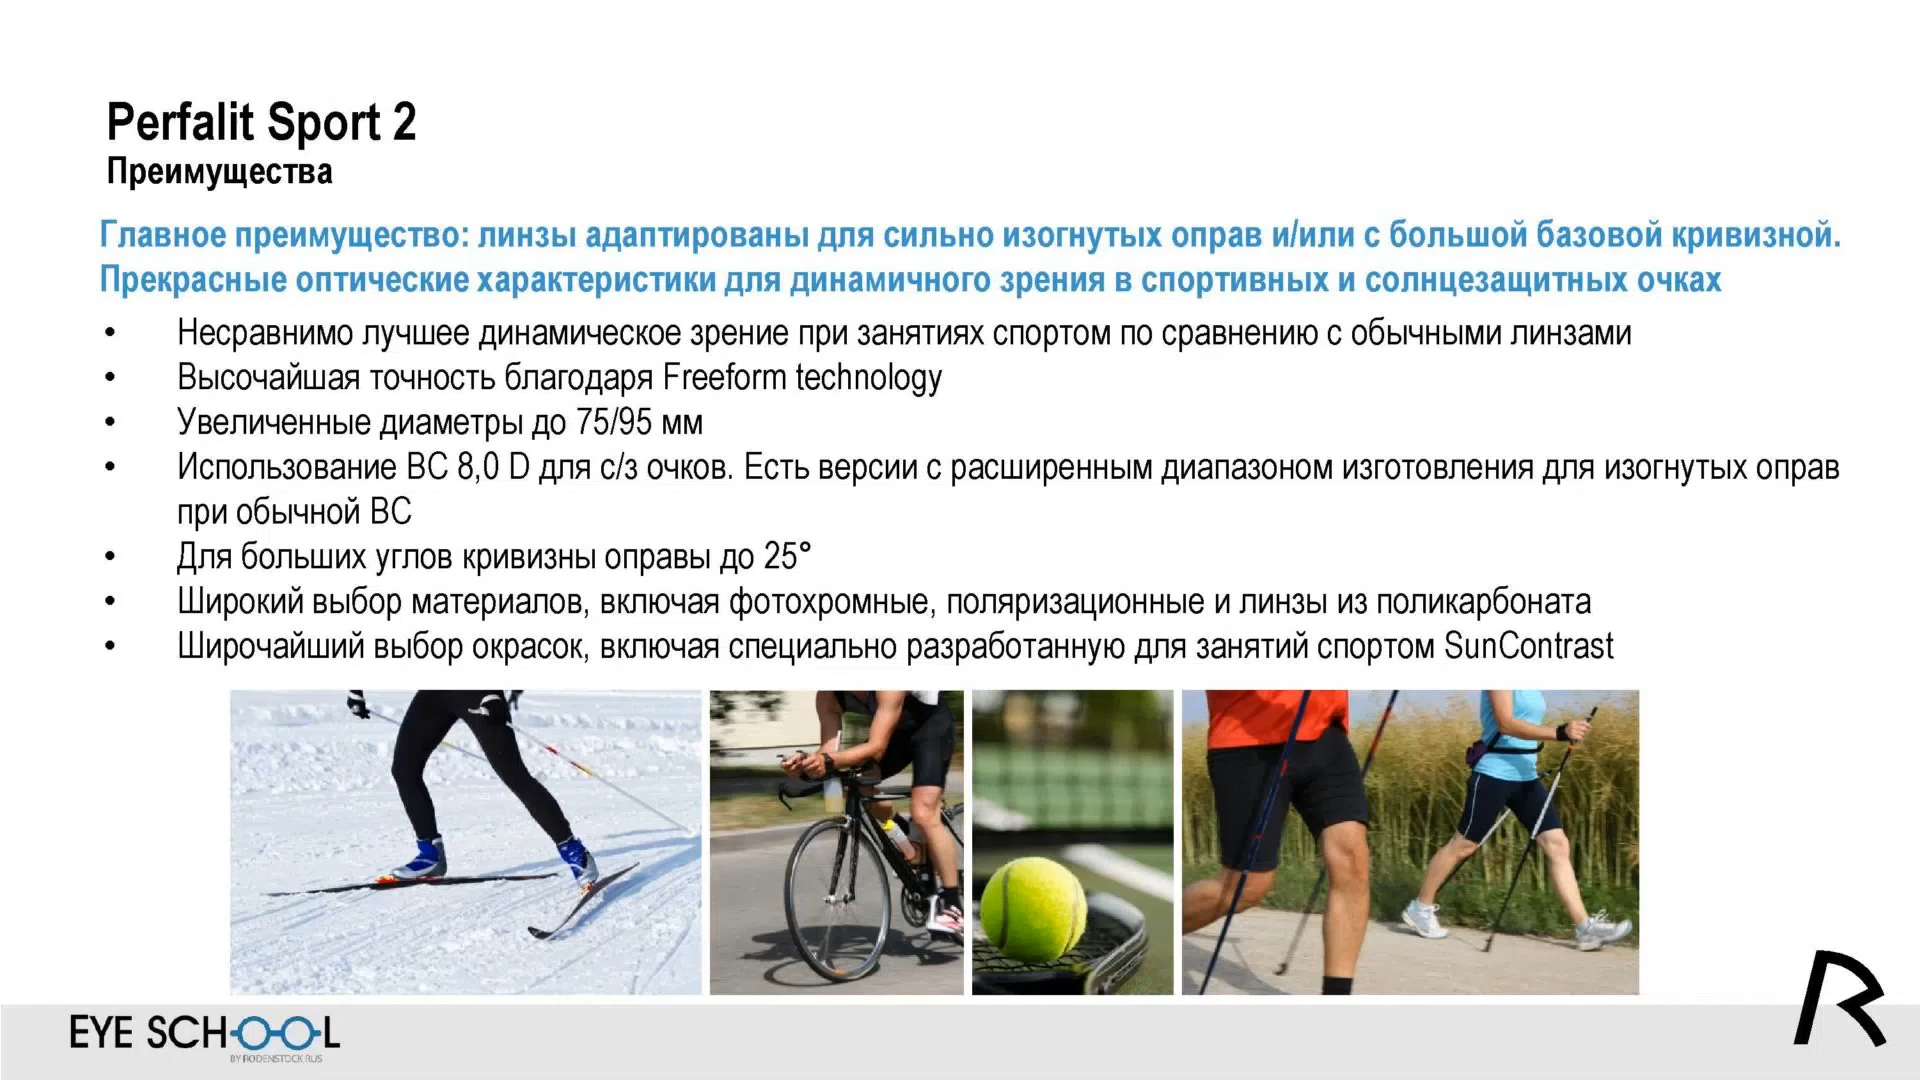 Perfalit Sport 2
Преимущества
Главное преимущество: линзы адаптированы для сильно изогнутых оправ и/или с большой базовой кривизной.
Прекрасные оптические характеристики для динамичного зрения в спортивных и солнцезащитных очках
• Несравнимо лучшее динамическое зрение при занятиях спортом по сравнению с обычными линзами
• Высочайшая точность благодаря Freeform technology
• Увеличенные диаметры до 75/95 мм
• Использование ВС 8,0 D для с/з очков. Есть версии с расширенным диапазоном изготовления для изогнутых оправ
при обычной ВС
• Для больших углов кривизны оправы до 25°
• Широкий выбор материалов, включая фотохромные, поляризационные и линзы из поликарбоната
• Широчайший выбор окрасок, включая специально разработанную для занятий спортом SunContrast
EYE SCHOOL
BY RODENSTOCK RUS
R